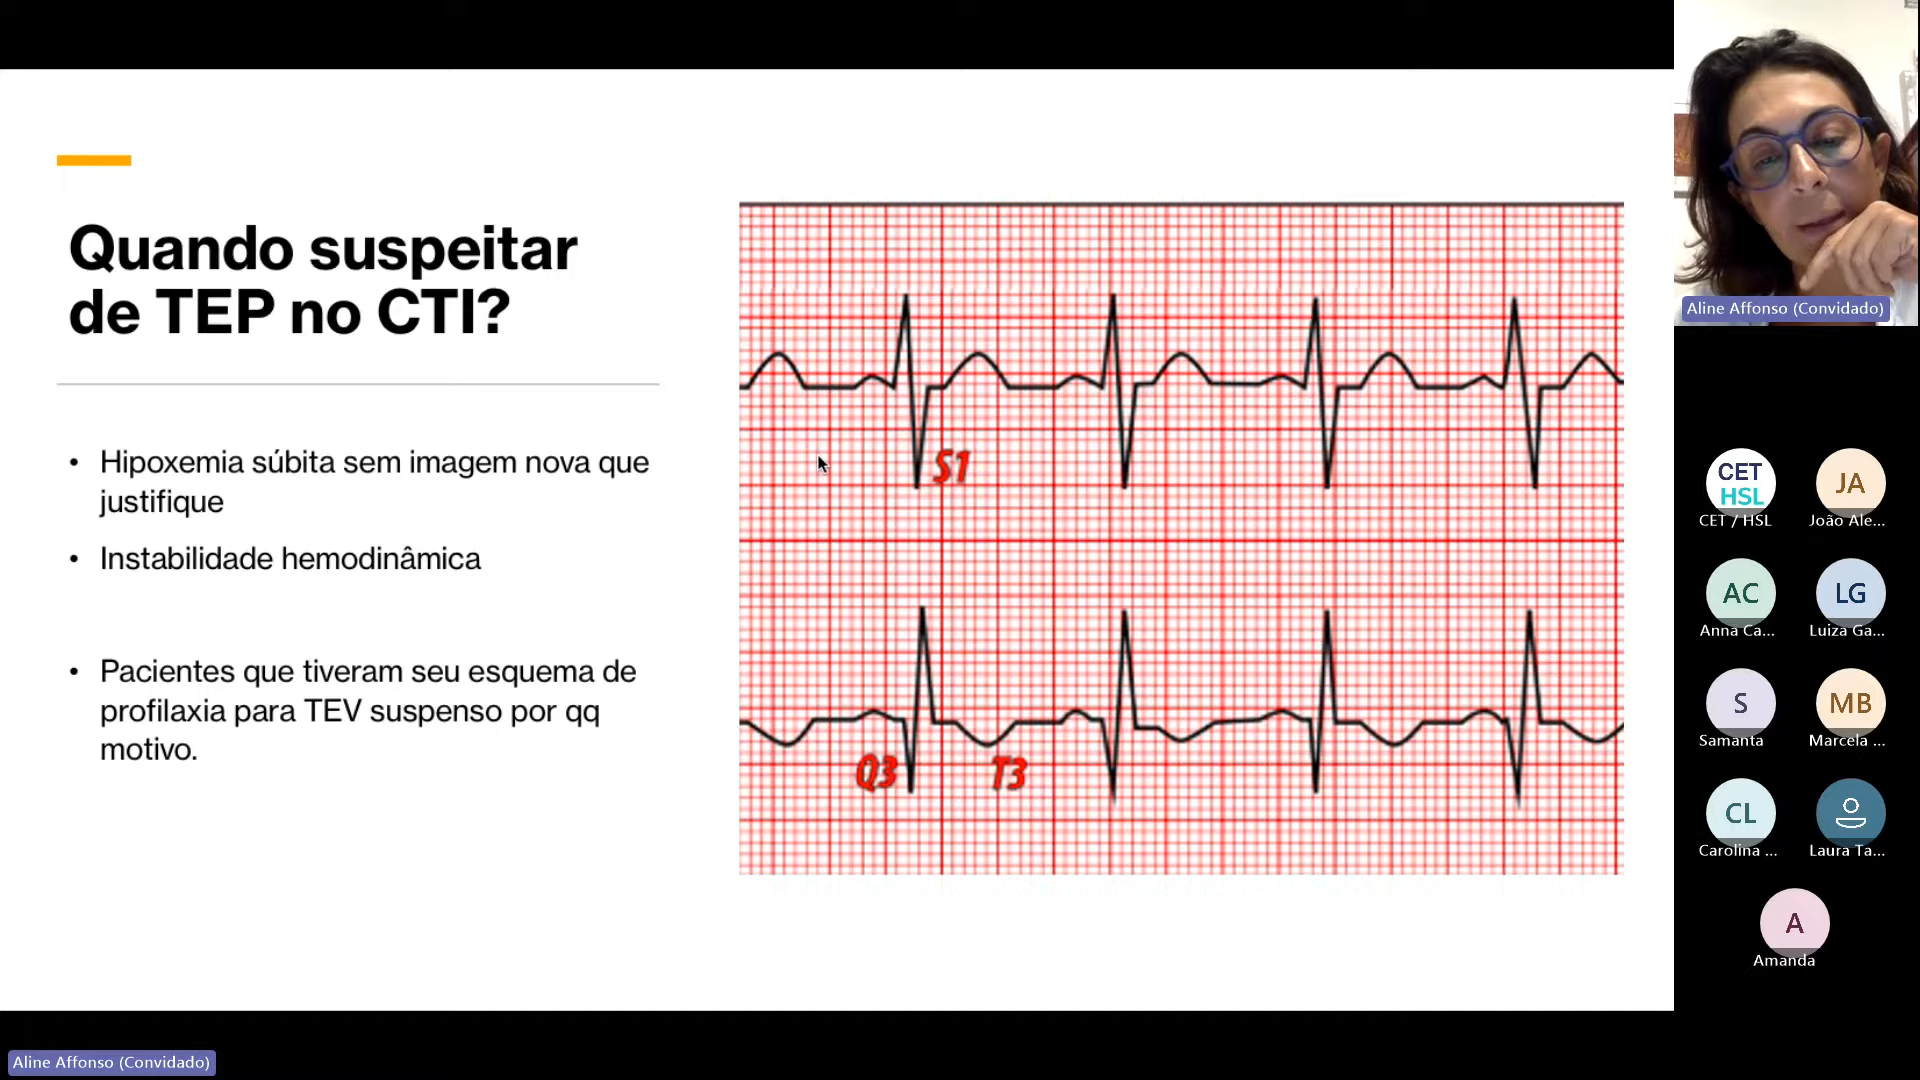 Quando suspeitar
de TEP no CTI?
• Hipoxemia súbita sem imagem nova que
justifique
• Instabilidade hemodinâmica
• Pacientes que tiveram seu esquema de
profilaxia para TEV suspenso por qq
motivo.
S1
Q3
T3
Aline Affonso (Convidado)
CET
HSL
CET / HSL
JA
João Ale...
AC
Anna Ca...
LG
Luiza Ga...
S
Samanta
MB
Marcela ...
CL
Carolina ...
Laura Ta...
A
Amanda
Aline Affonso (Convidado)